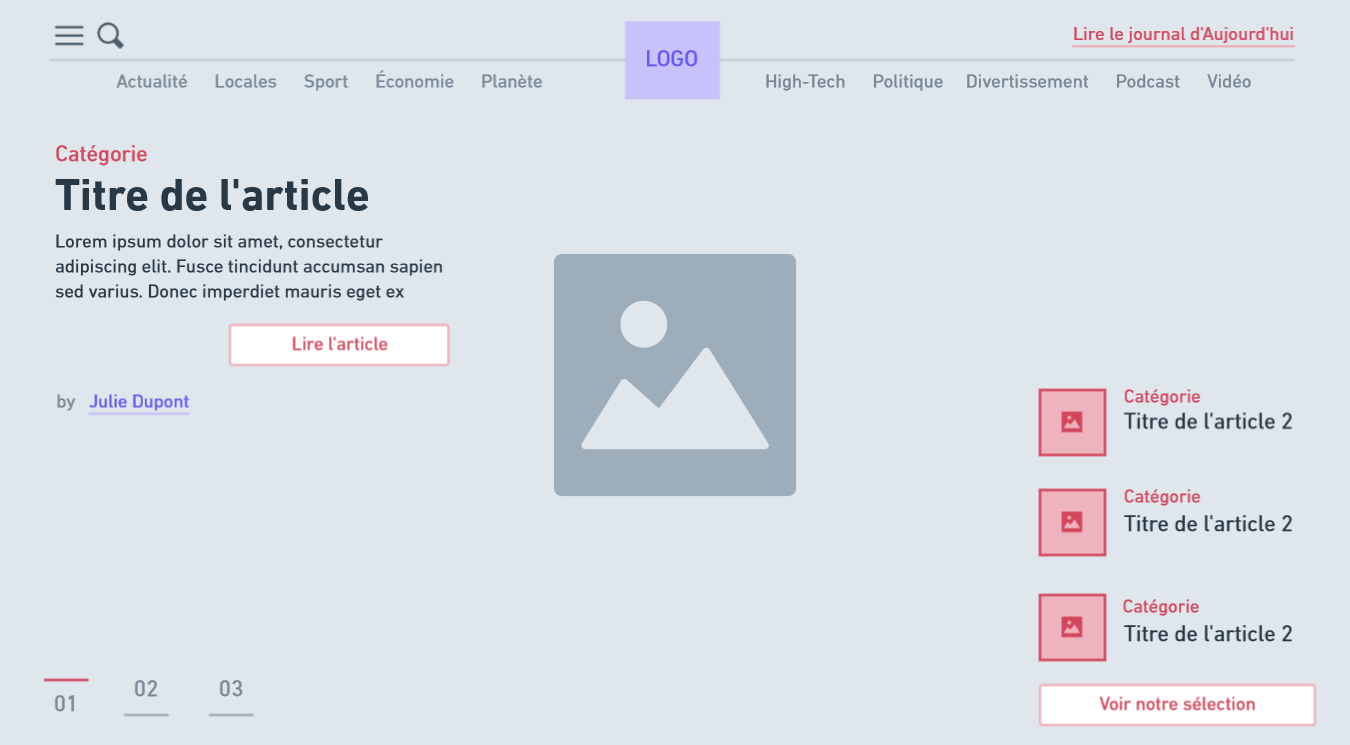 Lire le journal d'Aujourd'hui
LOGO
Actualité Locales Sport Économie Planète High-Tech Politique Divertissement Podcast Vidéo
Catégorie
Titre de l'article
Lorem ipsum dolor sit amet, consectetur
adipiscing elit. Fusce tincidunt accumsan sapien
sed varius. Donec imperdiet mauris eget ex
Lire l'article
by Julie Dupont
Catégorie
Titre de l'article 2
Catégorie
Titre de l'article 2
Catégorie
Titre de l'article 2
Voir notre sélection
01 02 03